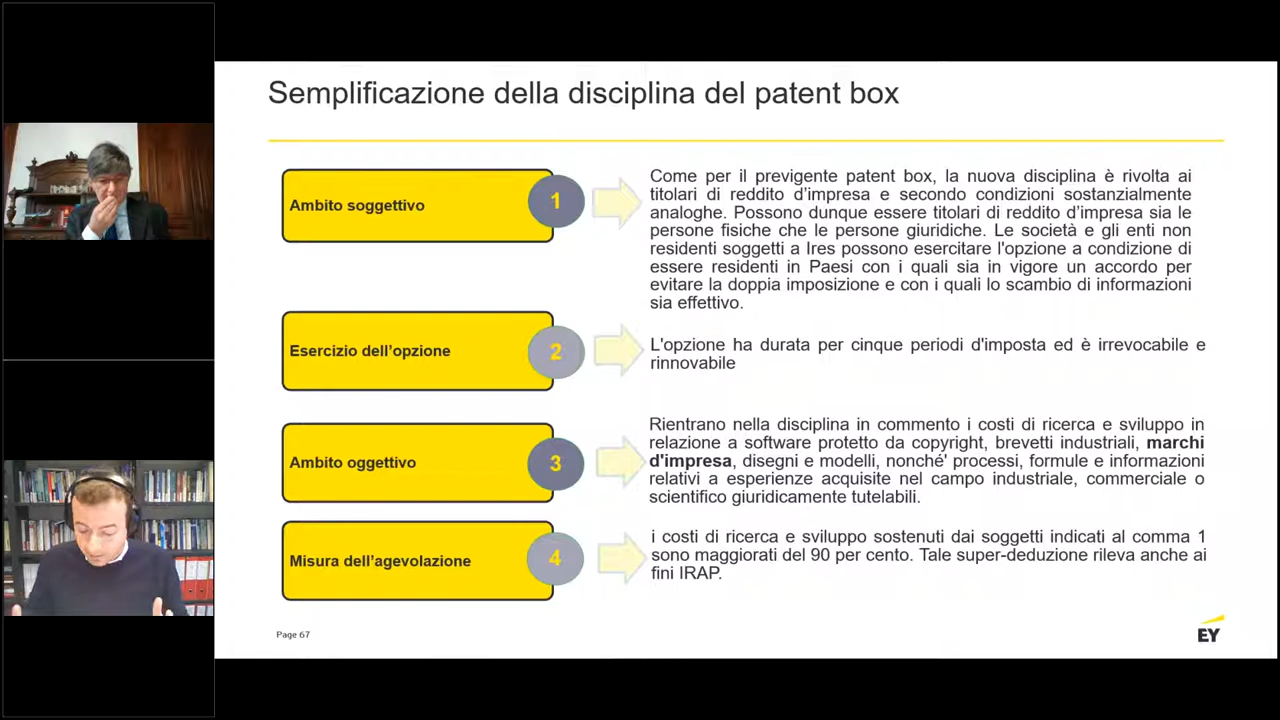 Semplificazione della disciplina del patent box
Ambito soggettivo
1
Come per il previgente patent box, la nuova disciplina è rivolta ai
titolari di reddito d'impresa e secondo condizioni sostanzialmente
analoghe. Possono dunque essere titolari di reddito d'impresa sia le
persone fisiche che le persone giuridiche. Le società e gli enti non
residenti soggetti a Ires possono esercitare l'opzione a condizione di
essere residenti in Paesi con i quali sia in vigore un accordo per
evitare la doppia imposizione e con i quali lo scambio di informazioni
sia effettivo.
Esercizio dell'opzione
2
L'opzione ha durata per cinque periodi d'imposta ed è irrevocabile e
rinnovabile
Ambito oggettivo
3
Rientrano nella disciplina in commento i costi di ricerca e sviluppo in
relazione a software protetto da copyright, brevetti industriali, marchi
d'impresa, disegni e modelli, nonché' processi, formule e informazioni
relativi a esperienze acquisite nel campo industriale, commerciale o
scientifico giuridicamente tutelabili.
Misura dell'agevolazione
4
i costi di ricerca e sviluppo sostenuti dai soggetti indicati al comma 1
sono maggiorati del 90 per cento. Tale super-deduzione rileva anche ai
fini IRAP.
Page 67
EY